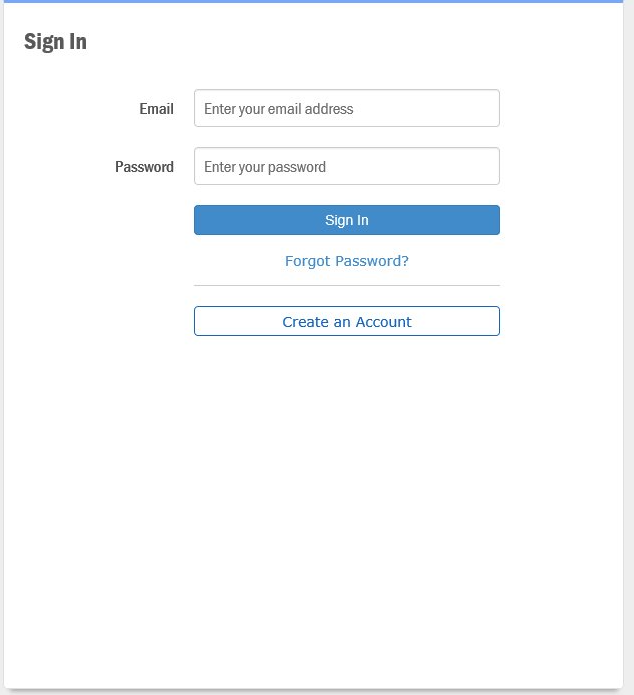 Sign In
Email
Enter your email address
Password
Enter your password
Sign In
Forgot Password?
Create an Account